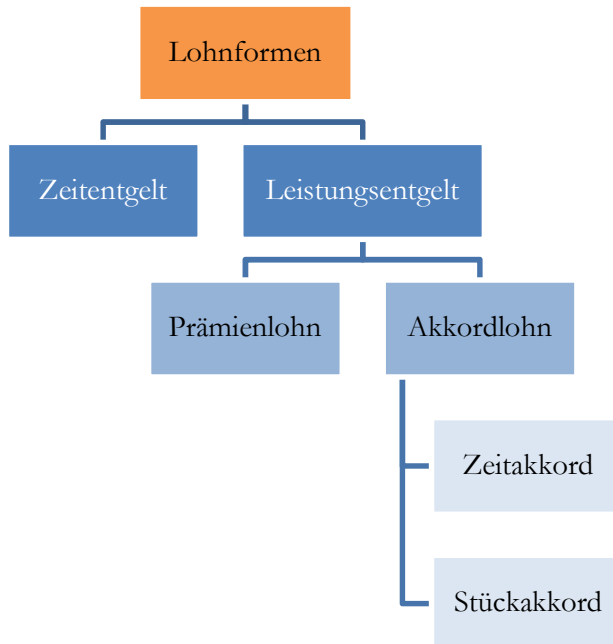 Lohnformen
Zeitentgelt
Leistungsentgelt
Prämienlohn
Akkordlohn
Zeitakkord
Stückakkord